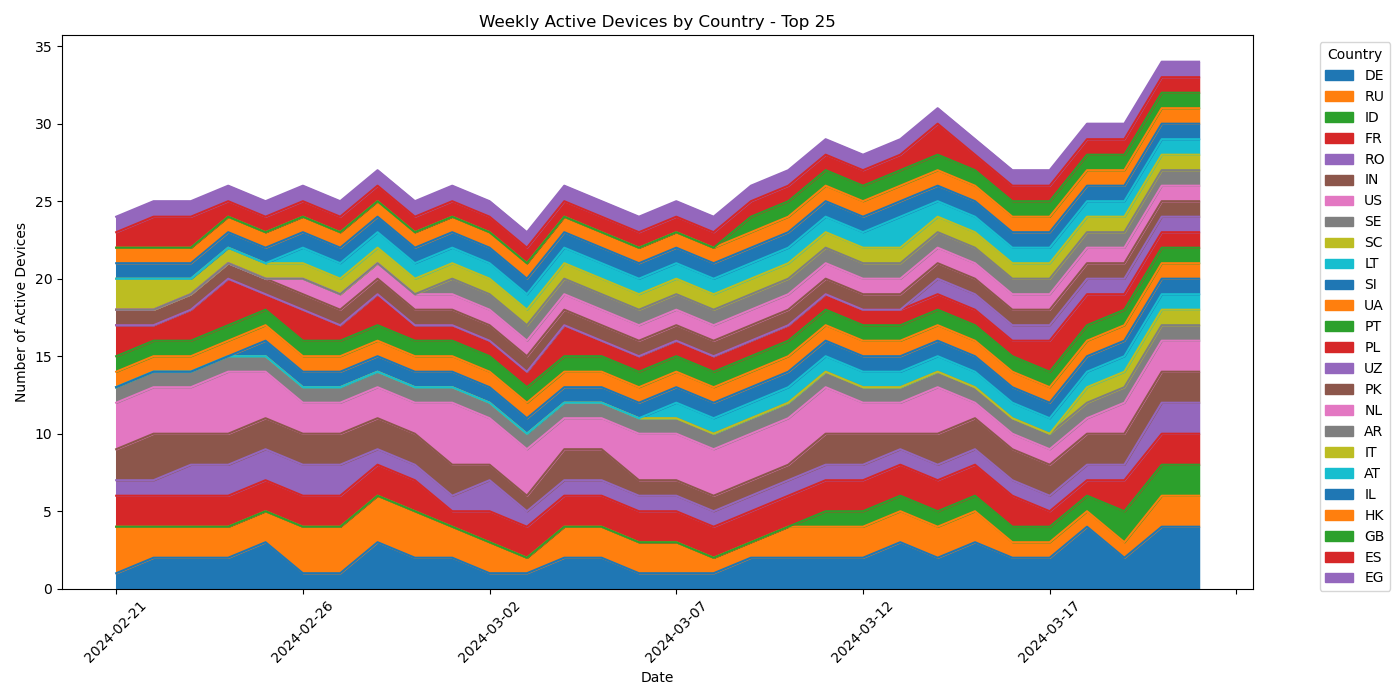 Weekly Active Devices by Country - Top 25
Number of Active Devices
35
30
25
20
15
10
5
0
2024-02-21
2024-02-26
2024-03-02
2024-03-07
2024-03-12
2024-03-17
Date
Country
DE
RU
ID
FR
RO
IN
US
SE
SC
LT
SI
UA
PT
PL
UZ
PK
NL
AR
IT
AT
IL
HK
GB
ES
EG